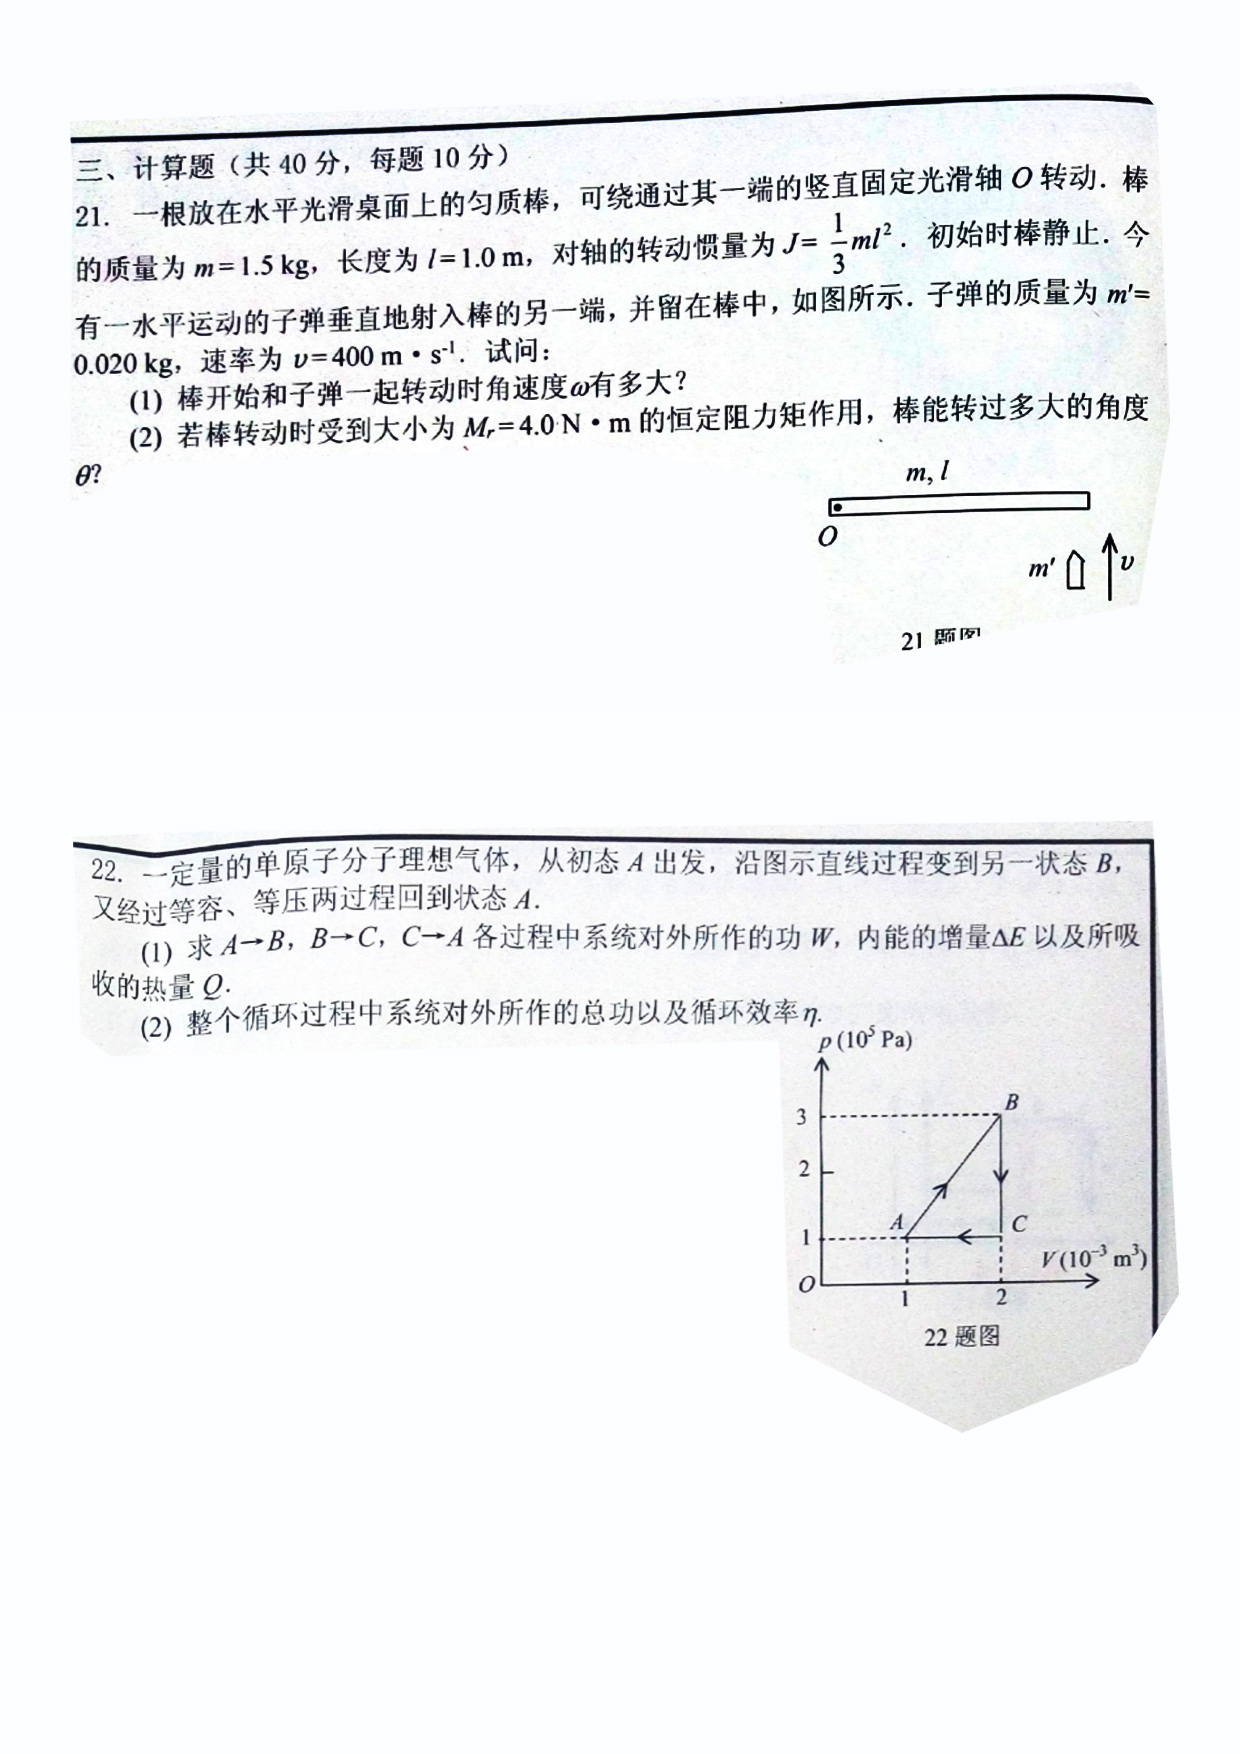 三、计算题（共 40 分，每题 10 分）
21. 一根放在水平光滑桌面上的匀质棒，可绕通过其一端的竖直固定光滑轴 O 转动．棒
的质量为 m=1.5 kg，长度为 l=1.0 m，对轴的转动惯量为 J= \frac{1}{3}ml²．初始时棒静止．今
有一水平运动的子弹垂直地射入棒的另一端，并留在棒中，如图所示．子弹的质量为 m′=
0.020 kg，速率为 υ=400 m·s⁻¹．试问：
(1) 棒开始和子弹一起转动时角速度ω有多大？
(2) 若棒转动时受到大小为 Mᵣ=4.0 N·m 的恒定阻力矩作用，棒能转过多大的角度
θ？
m, l
O
m′
υ
21 题图
22. 一定量的单原子分子理想气体，从初态 A 出发，沿图示直线过程变到另一状态 B，
又经过等容、等压两过程回到状态 A．
(1) 求 A→B，B→C，C→A 各过程中系统对外所作的功 W，内能的增量ΔE 以及所吸
收的热量 Q．
(2) 整个循环过程中系统对外所作的总功以及循环效率η．
p (10⁵ Pa)
3
B
2
A
C
1
V (10⁻³ m³)
O
1
2
22 题图